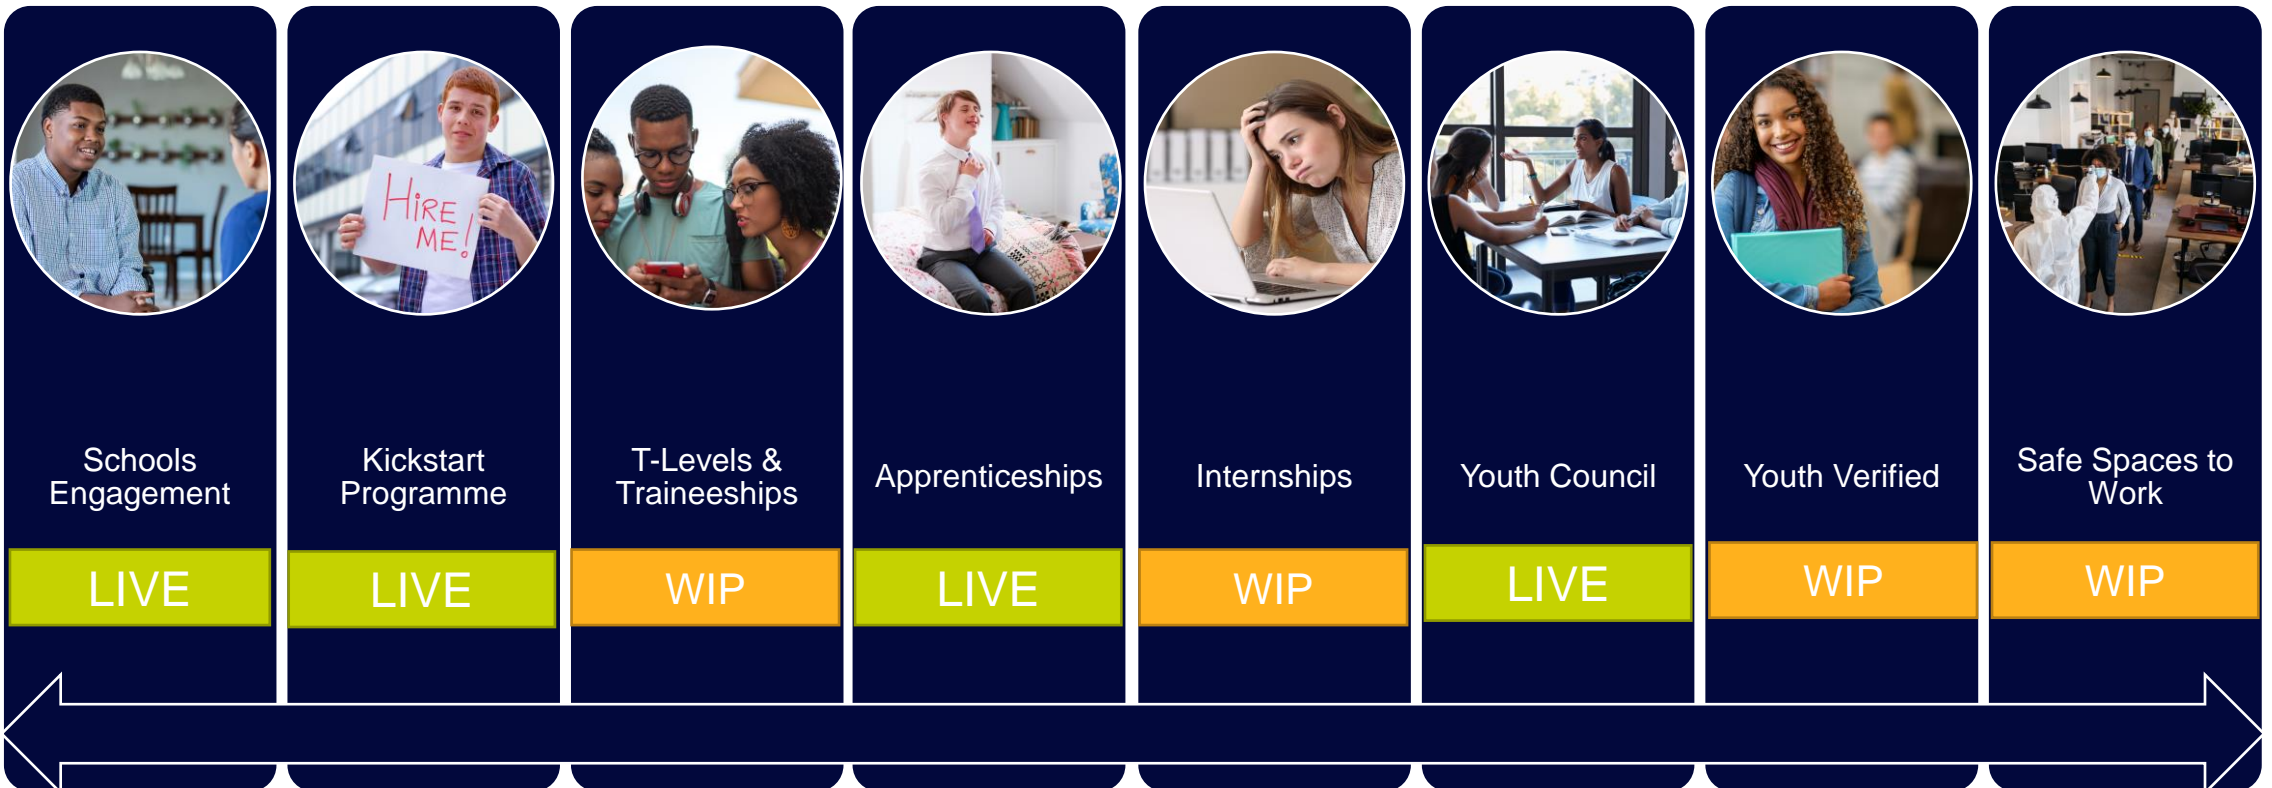 HIRE
ME!
Schools
Engagement
Kickstart
Programme
T-Levels &
Traineeships
Apprenticeships
Internships
Youth Council
Youth Verified
Safe Spaces to
Work
LIVE
LIVE
WIP
LIVE
WIP
LIVE
WIP
WIP